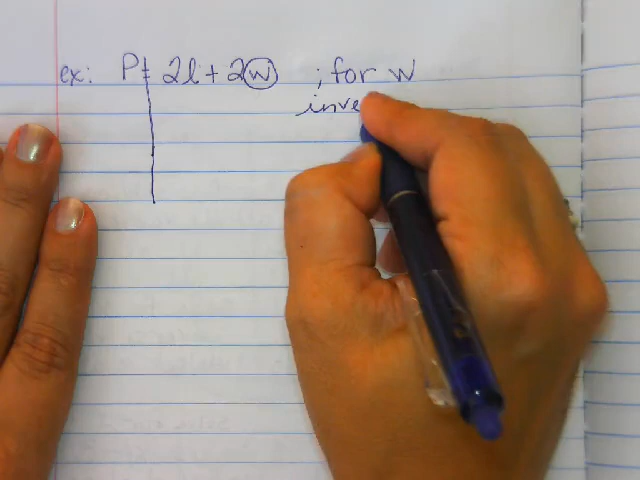 ex: P = 2l + 2w ; for w
inve